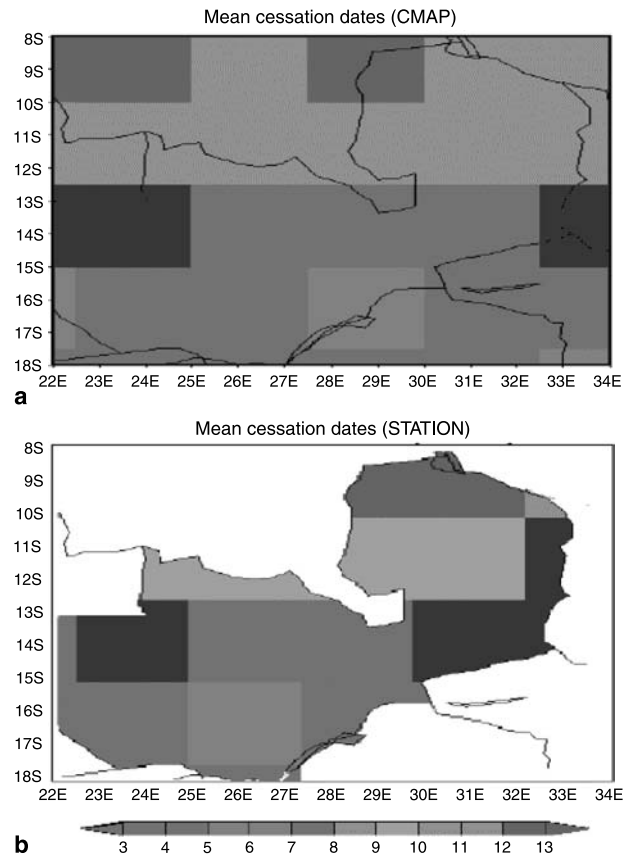 Mean cessation dates (CMAP)
8S
9S
10S
11S
12S
13S
14S
15S
16S
17S
18S
22E 23E 24E 25E 26E 27E 28E 29E 30E 31E 32E 33E 34E
a
Mean cessation dates (STATION)
8S
9S
10S
11S
12S
13S
14S
15S
16S
17S
18S
22E 23E 24E 25E 26E 27E 28E 29E 30E 31E 32E 33E 34E
b
3 4 5 6 7 8 9 10 11 12 13